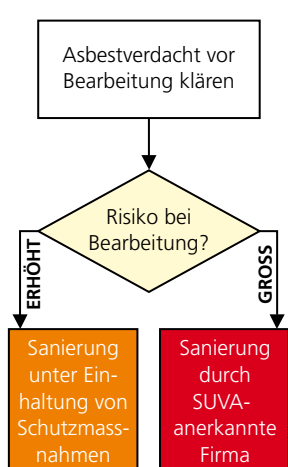 Asbestverdacht vor
Bearbeitung klären
Risiko bei
Bearbeitung?
ERHÖHT
GROSS
Sanierung
unter Ein-
haltung von
Schutzmass-
nahmen
Sanierung
durch
SUVA-
anerkannte
Firma